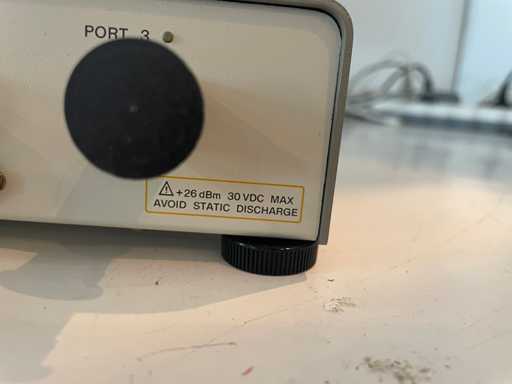 PORT 3
⚠ +26 dBm 30 VDC MAX
AVOID STATIC DISCHARGE